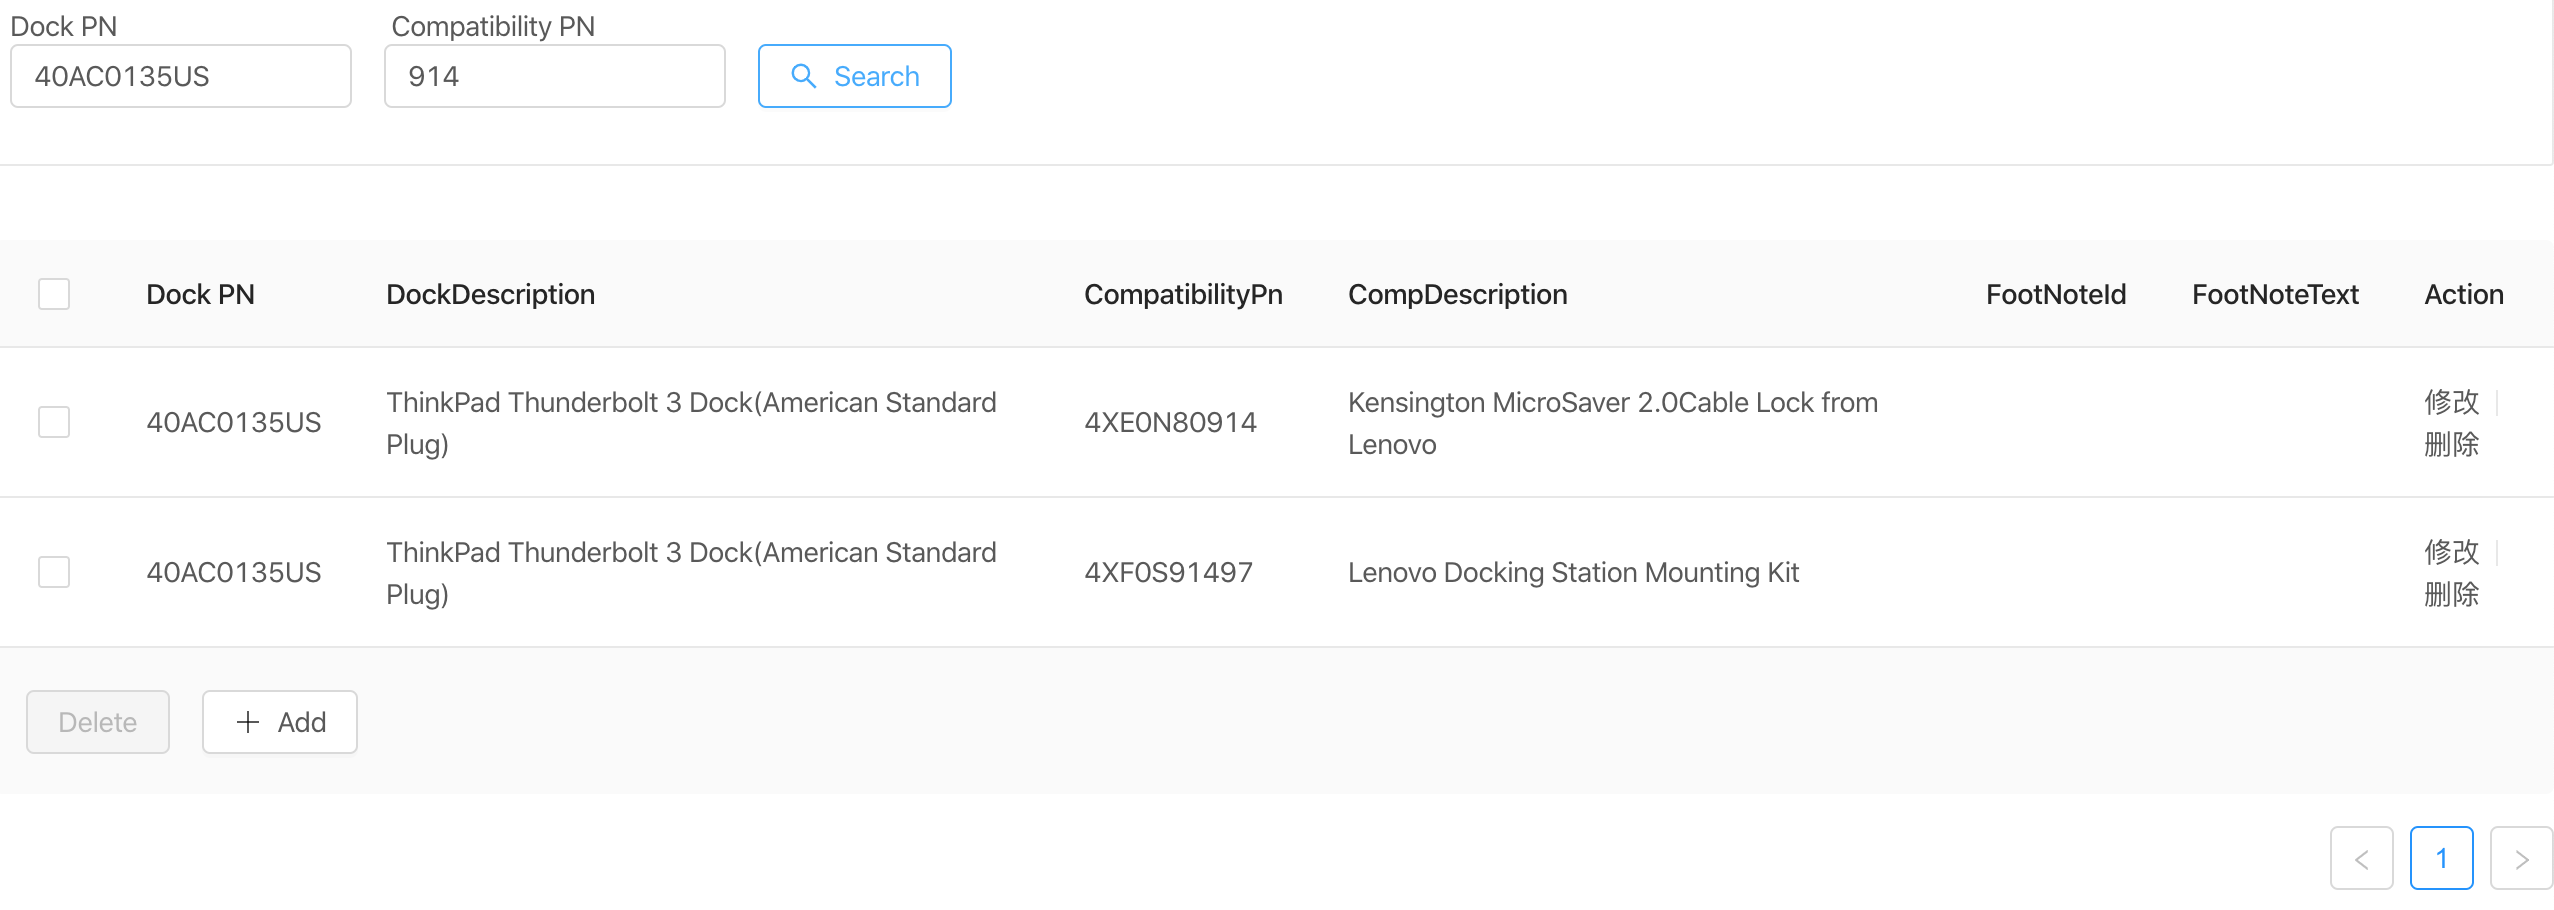 Dock PN Compatibility PN
40AC0135US 914 Search
Dock PN DockDescription CompatibilityPn CompDescription FootNoteId FootNoteText Action
ThinkPad Thunderbolt 3 Dock(American Standard Kensington MicroSaver 2.0Cable Lock from 修改
40AC0135US 4XE0N80914
Plug) Lenovo 删除
ThinkPad Thunderbolt 3 Dock(American Standard 修改
40AC0135US 4XF0S91497 Lenovo Docking Station Mounting Kit
Plug) 删除
Delete + Add
< 1 >